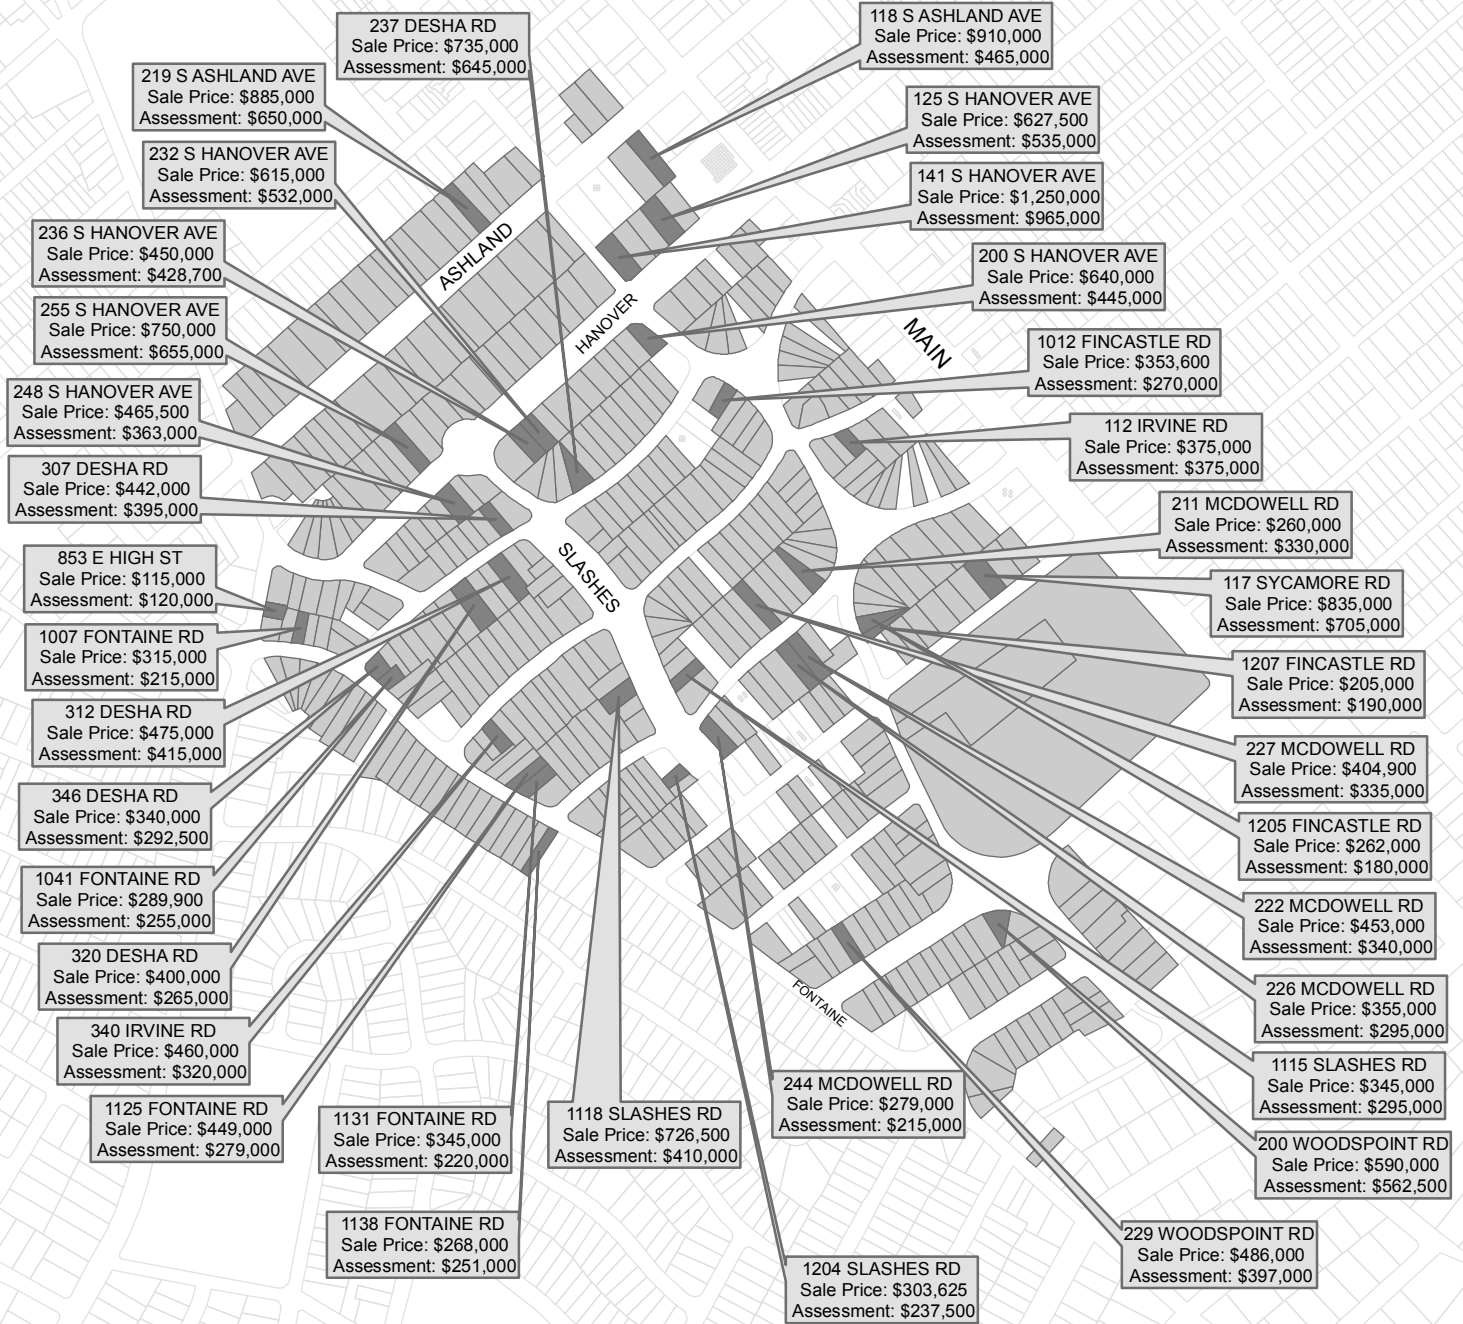 237 DESHA RD
Sale Price: $735,000
Assessment: $645,000
118 S ASHLAND AVE
Sale Price: $910,000
Assessment: $465,000
219 S ASHLAND AVE
Sale Price: $885,000
Assessment: $650,000
125 S HANOVER AVE
Sale Price: $627,500
Assessment: $535,000
232 S HANOVER AVE
Sale Price: $615,000
Assessment: $532,000
141 S HANOVER AVE
Sale Price: $1,250,000
Assessment: $965,000
236 S HANOVER AVE
Sale Price: $450,000
Assessment: $428,700
ASHLAND
200 S HANOVER AVE
Sale Price: $640,000
Assessment: $445,000
255 S HANOVER AVE
Sale Price: $750,000
Assessment: $655,000
HANOVER
MAIN
1012 FINCASTLE RD
Sale Price: $353,600
Assessment: $270,000
248 S HANOVER AVE
Sale Price: $465,500
Assessment: $363,000
112 IRVINE RD
Sale Price: $375,000
Assessment: $375,000
307 DESHA RD
Sale Price: $442,000
Assessment: $395,000
211 MCDOWELL RD
Sale Price: $260,000
Assessment: $330,000
853 E HIGH ST
Sale Price: $115,000
Assessment: $120,000
SLASHES
117 SYCAMORE RD
Sale Price: $835,000
Assessment: $705,000
1007 FONTAINE RD
Sale Price: $315,000
Assessment: $215,000
1207 FINCASTLE RD
Sale Price: $205,000
Assessment: $190,000
312 DESHA RD
Sale Price: $475,000
Assessment: $415,000
227 MCDOWELL RD
Sale Price: $404,900
Assessment: $335,000
346 DESHA RD
Sale Price: $340,000
Assessment: $292,500
1205 FINCASTLE RD
Sale Price: $262,000
Assessment: $180,000
1041 FONTAINE RD
Sale Price: $289,900
Assessment: $255,000
222 MCDOWELL RD
Sale Price: $453,000
Assessment: $340,000
320 DESHA RD
Sale Price: $400,000
Assessment: $265,000
FONTAINE
226 MCDOWELL RD
Sale Price: $355,000
Assessment: $295,000
340 IRVINE RD
Sale Price: $460,000
Assessment: $320,000
1115 SLASHES RD
Sale Price: $345,000
Assessment: $295,000
244 MCDOWELL RD
Sale Price: $279,000
Assessment: $215,000
1125 FONTAINE RD
Sale Price: $449,000
Assessment: $279,000
1131 FONTAINE RD
Sale Price: $345,000
Assessment: $220,000
1118 SLASHES RD
Sale Price: $726,500
Assessment: $410,000
200 WOODSPOINT RD
Sale Price: $590,000
Assessment: $562,500
1138 FONTAINE RD
Sale Price: $268,000
Assessment: $251,000
229 WOODSPOINT RD
Sale Price: $486,000
Assessment: $397,000
1204 SLASHES RD
Sale Price: $303,625
Assessment: $237,500